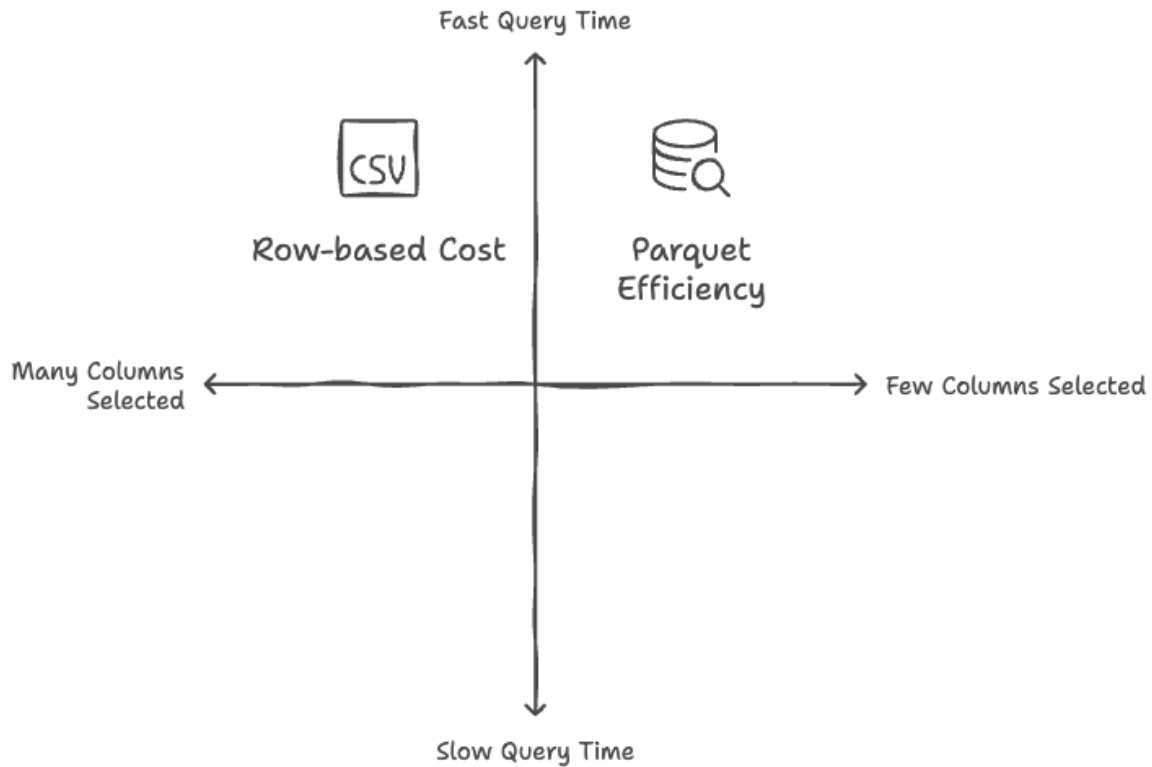 Fast Query Time
CSV
Row-based Cost
Parquet
Efficiency
Many Columns
Selected
Few Columns Selected
Slow Query Time